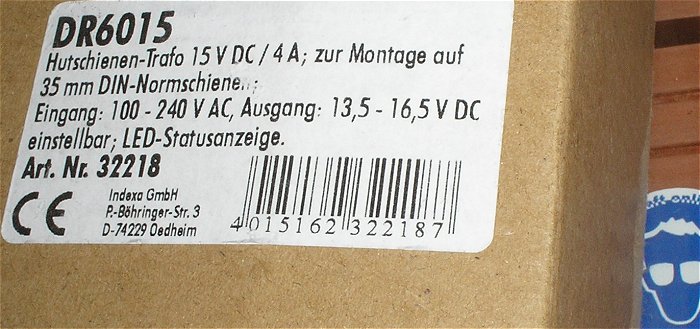 DR6015
Hutschienen-Trafo 15 V DC / 4 A; zur Montage auf
35 mm DIN-Normschienen;
Eingang: 100 - 240 V AC, Ausgang: 13,5 - 16,5 V DC
einstellbar; LED-Statusanzeige.
Art. Nr. 32218
CE
Indexa GmbH
P.-Böhringer-Str. 3
D-74229 Oedheim
4 015162 322187